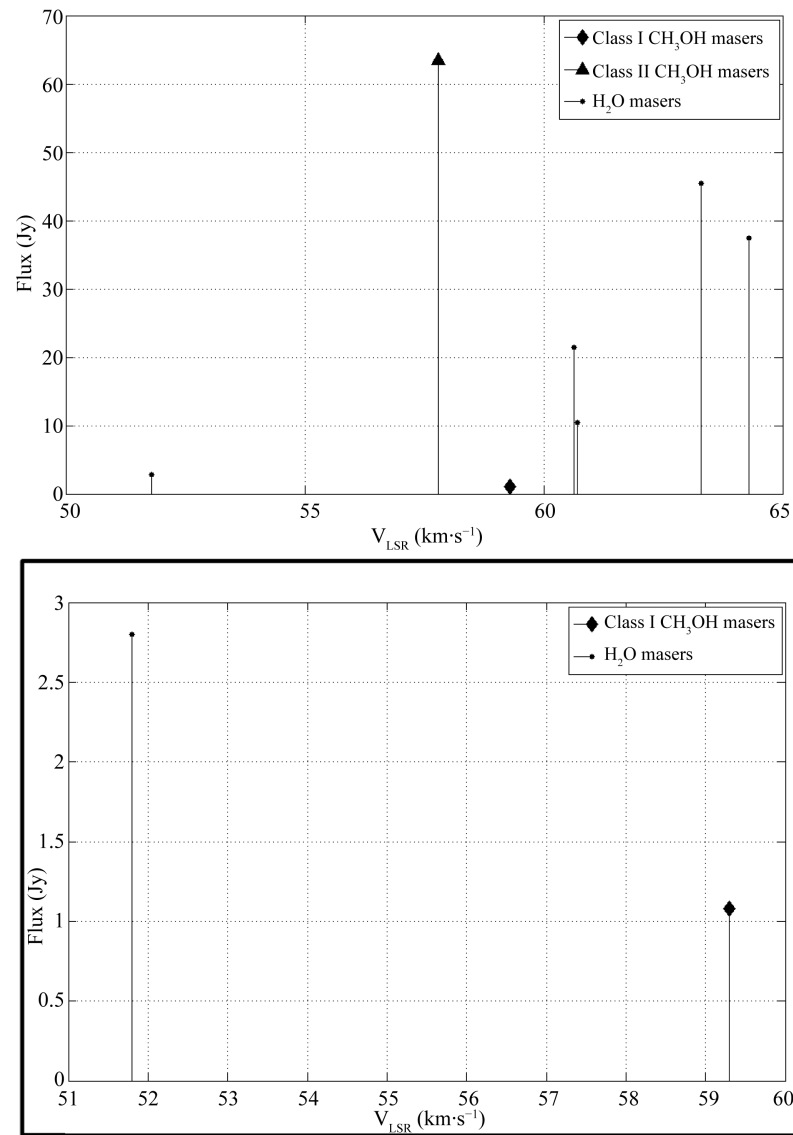 70
60
50
40
30
20
10
0
Flux (Jy)
50 55 60 65
V_LSR (km·s⁻¹)
Class I CH₃OH masers
Class II CH₃OH masers
H₂O masers
3
2.5
2
1.5
1
0.5
0
Flux (Jy)
51 52 53 54 55 56 57 58 59 60
V_LSR (km·s⁻¹)
Class I CH₃OH masers
H₂O masers